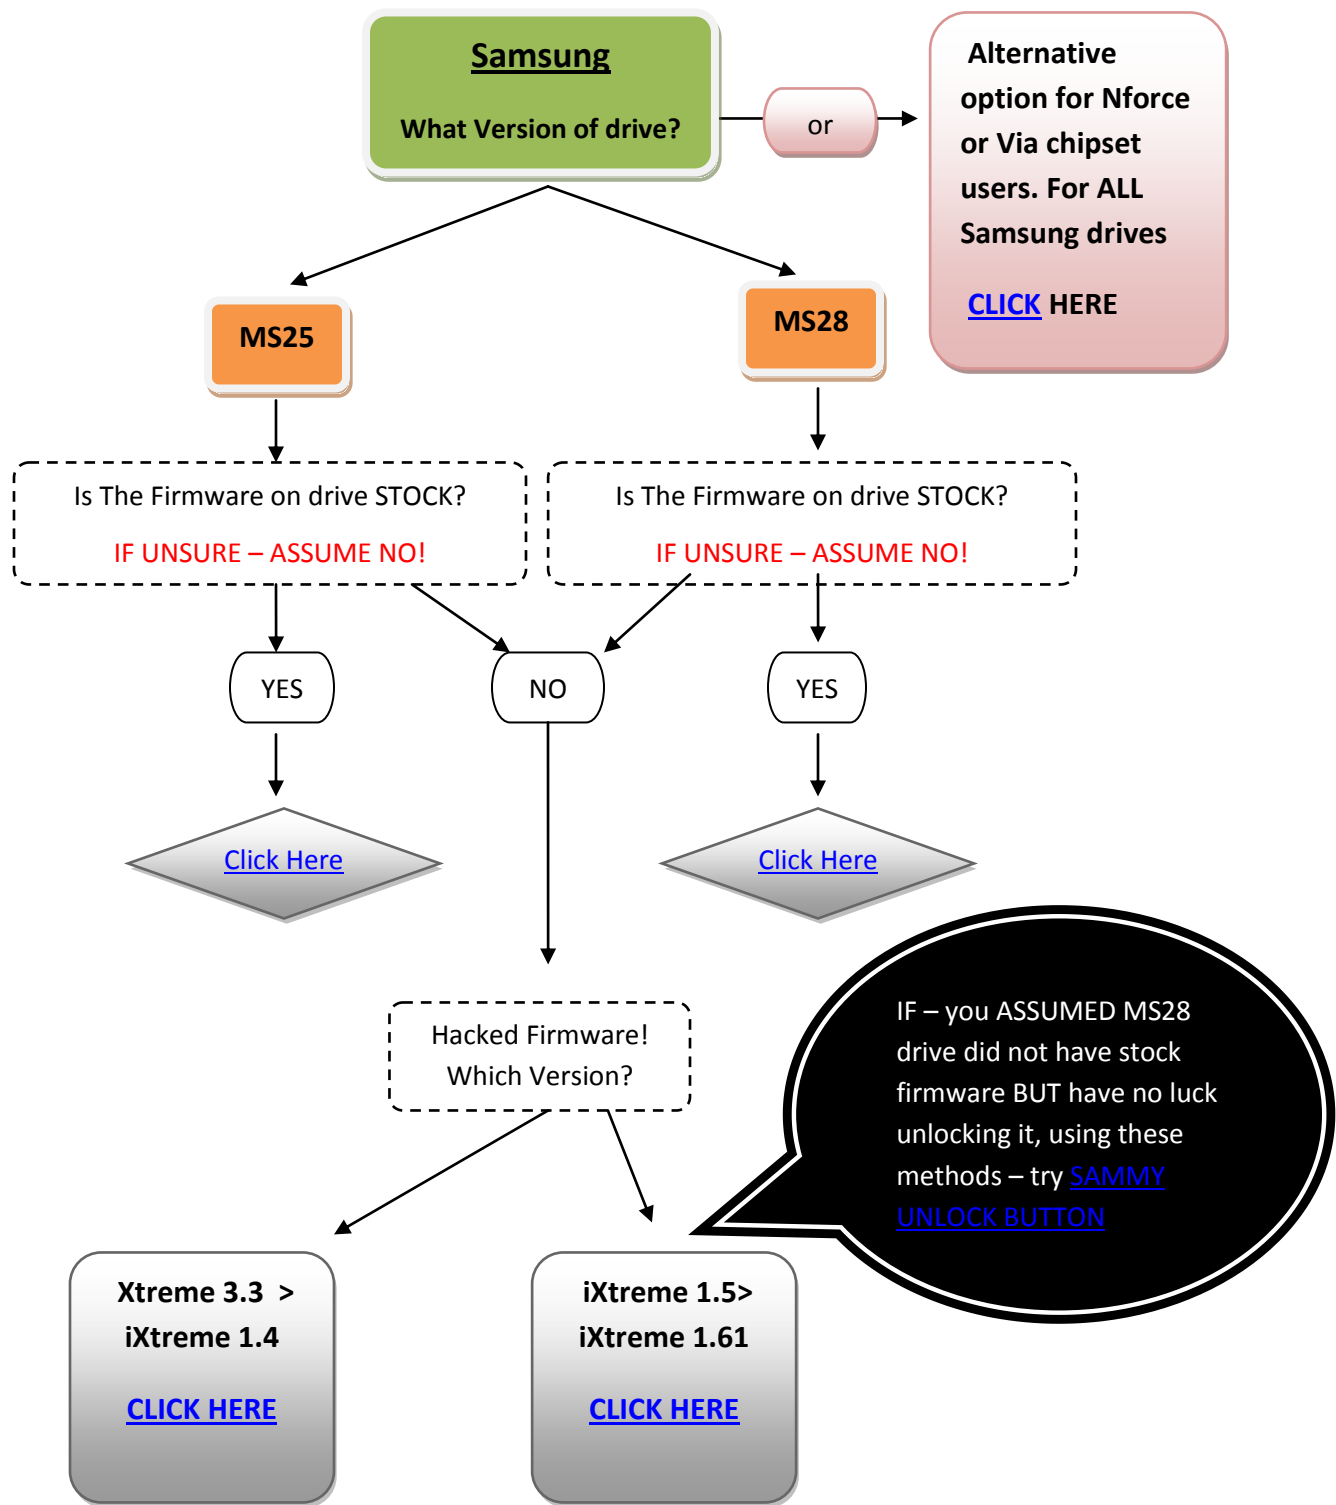 Samsung
What Version of drive?
or
Alternative
option for Nforce
or Via chipset
users. For ALL
Samsung drives
CLICK HERE
MS25
MS28
Is The Firmware on drive STOCK?
IF UNSURE – ASSUME NO!
Is The Firmware on drive STOCK?
IF UNSURE – ASSUME NO!
YES
NO
YES
Click Here
Click Here
Hacked Firmware!
Which Version?
IF – you ASSUMED MS28
drive did not have stock
firmware BUT have no luck
unlocking it, using these
methods – try SAMMY
UNLOCK BUTTON
Xtreme 3.3 >
iXtreme 1.4
CLICK HERE
iXtreme 1.5>
iXtreme 1.61
CLICK HERE